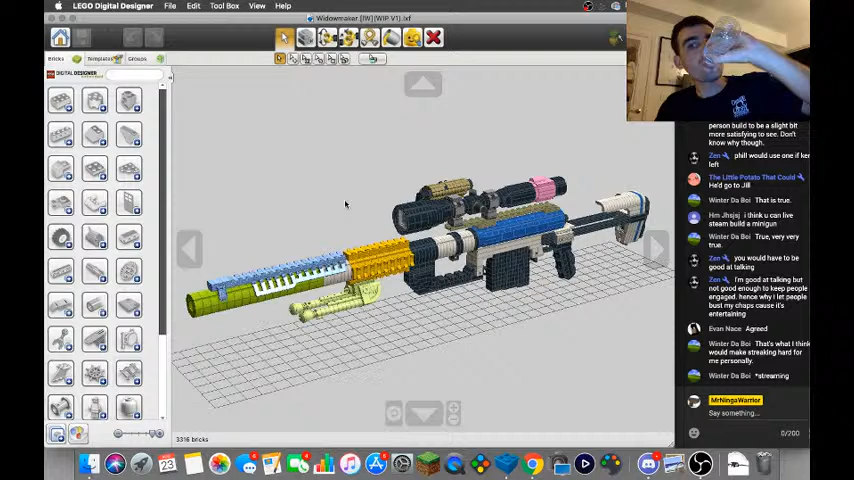 LEGO Digital Designer File Edit Tool Box View Help
Widowmaker [IW](WIP V1).lxf
Bricks Templates Groups
person build to be a slight bit
more satisfying to see. Don't
know why though.
Zen phill would use one if ker
left
The Little Potato That Could
He'd go to Jill
Winter Da Boi That is true.
Hm Jhsjsj i think u can live
steam build a minigun
Winter Da Boi True, very very
true.
Zen you would have to be
good at talking
Zen I'm good at talking but
not good enough to keep people
engaged. hence why I let people
bust my chaps cause it's
entertaining
Evan Nace Agreed
Winter Da Boi That's what I think
would make streaking hard for
me personally.
Winter Da Boi *streaming
MrNingaWarrior
Say something...
0/200
3316 bricks
23